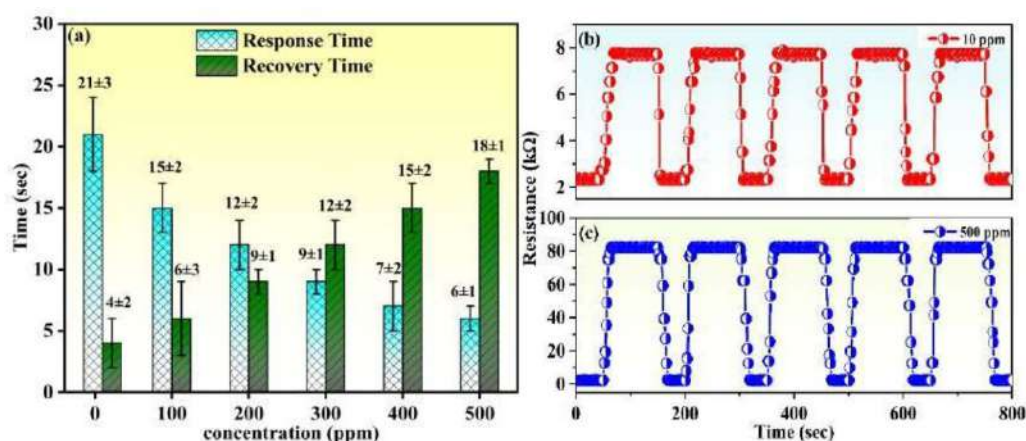 (a)
Response Time
Recovery Time
30
25
20
15
10
5
0
Time (sec)
21±3
4±2
15±2
6±3
12±2
9±1
9±1
12±2
7±2
15±2
6±1
18±1
0 100 200 300 400 500
concentration (ppm)
(b)
10 ppm
8
6
4
2
Resistance (kΩ)
(c)
500 ppm
100
80
60
40
20
0
0 200 400 600 800
Time (sec)